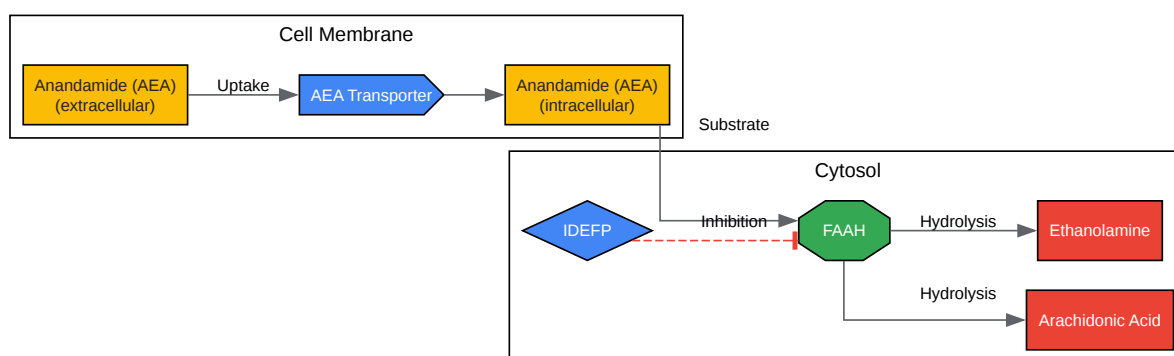 Cell Membrane
Anandamide (AEA)
(extracellular)
Uptake
AEA Transporter
Anandamide (AEA)
(intracellular)
Substrate
Cytosol
IDEFP
Inhibition
FAAH
Hydrolysis
Ethanolamine
Hydrolysis
Arachidonic Acid